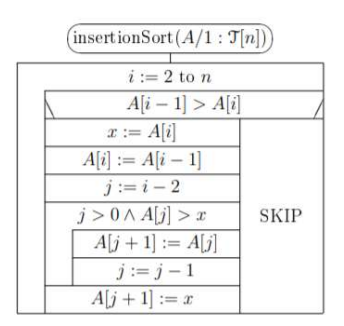 insertionSort(A/1 : 𝒯[n])
i := 2 to n
A[i − 1] > A[i]
x := A[i]
A[i] := A[i − 1]
j := i − 2
j > 0 ∧ A[j] > x
A[j + 1] := A[j]
j := j − 1
A[j + 1] := x
SKIP